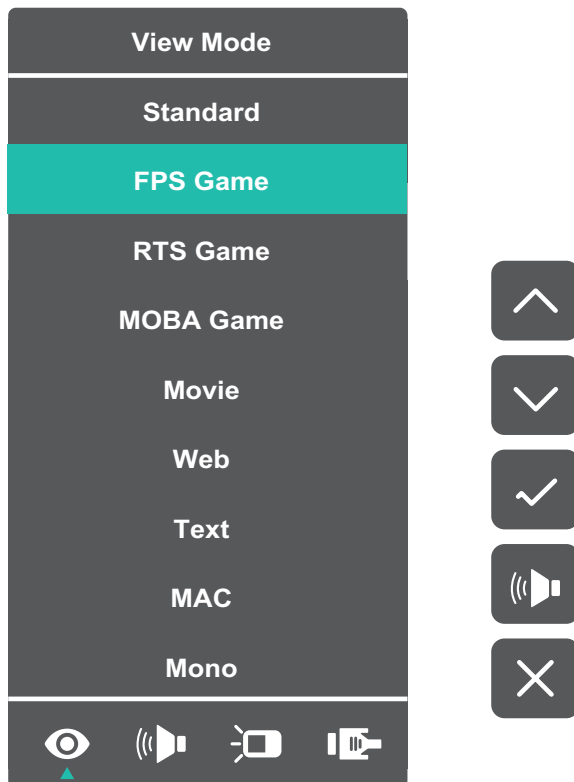 View Mode
Standard
FPS Game
RTS Game
MOBA Game
Movie
Web
Text
MAC
Mono